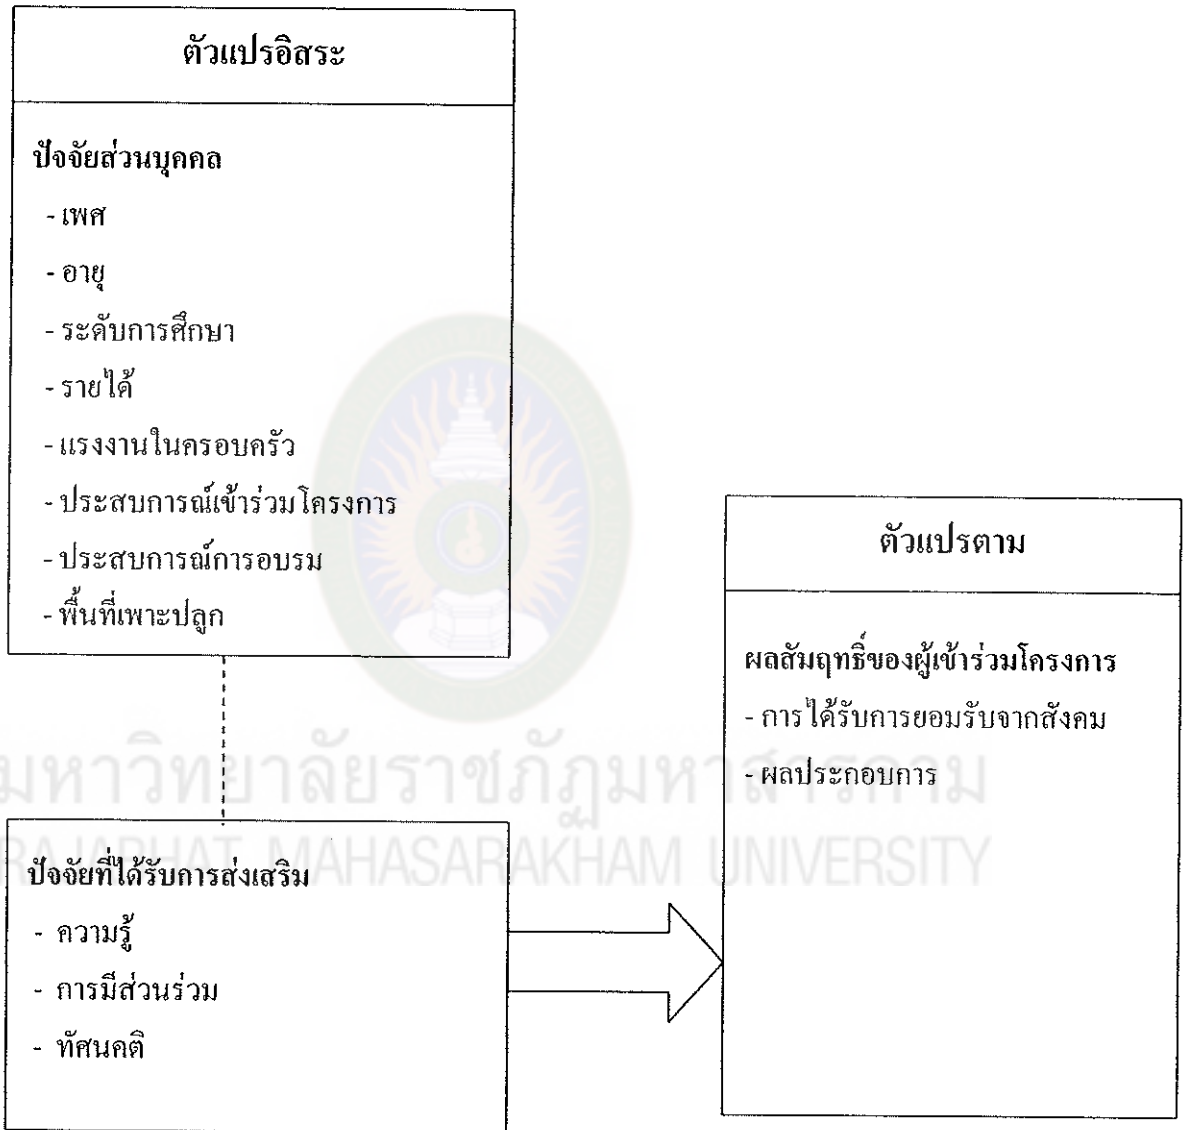 ตัวแปรอิสระ
ปัจจัยส่วนบุคคล
- เพศ
- อายุ
- ระดับการศึกษา
- รายได้
- แรงงานในครอบครัว
- ประสบการณ์เข้าร่วมโครงการ
- ประสบการณ์การอบรม
- พื้นที่เพาะปลูก
ตัวแปรตาม
ผลสัมฤทธิ์ของผู้เข้าร่วมโครงการ
- การได้รับการยอมรับจากสังคม
- ผลประกอบการ
มหาวิทยาลัยราชภัฏมหาสารคาม
RAJABHAT MAHASARAKHAM UNIVERSITY
ปัจจัยที่ได้รับการส่งเสริม
- ความรู้
- การมีส่วนร่วม
- ทัศนคติ